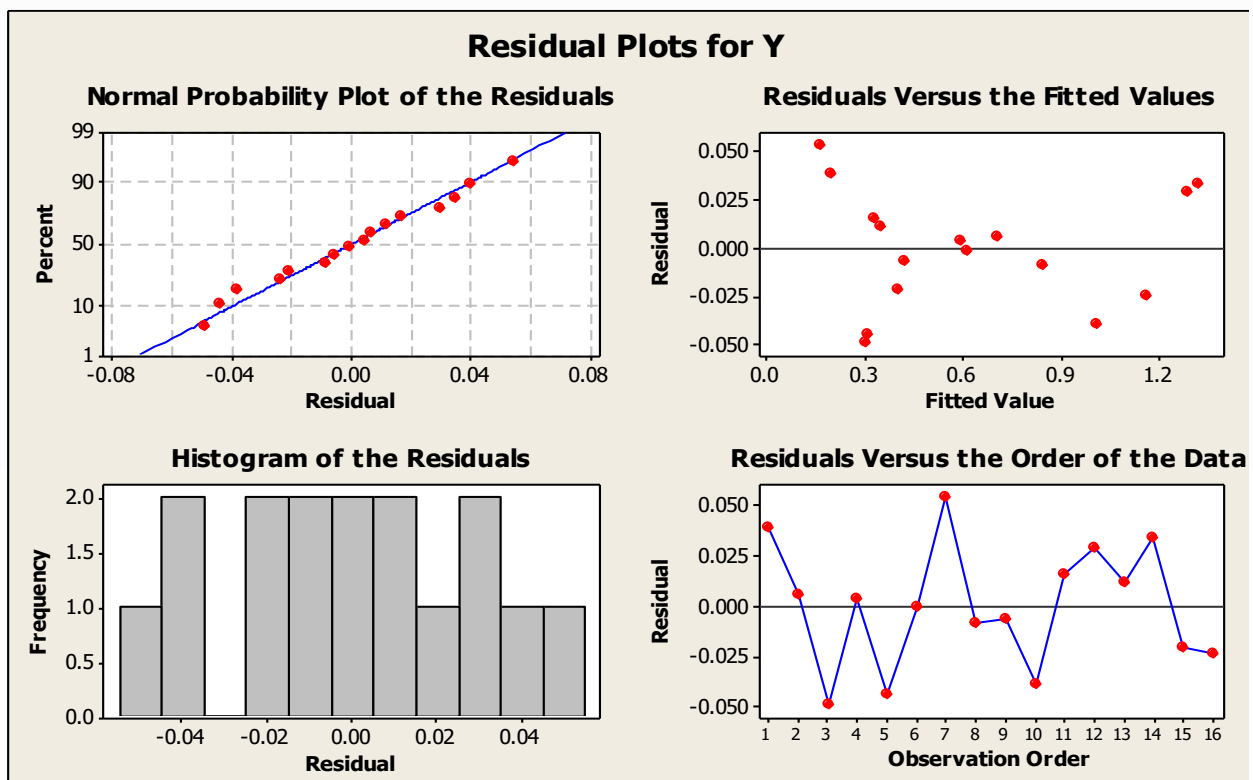 Residual Plots for Y
Normal Probability Plot of the Residuals
99
90
50
10
1
Percent
-0.08 -0.04 0.00 0.04 0.08
Residual
Residuals Versus the Fitted Values
0.050
0.025
0.000
-0.025
-0.050
Residual
0.0 0.3 0.6 0.9 1.2
Fitted Value
Histogram of the Residuals
2.0
1.5
1.0
0.5
0.0
Frequency
-0.04 -0.02 0.00 0.02 0.04
Residual
Residuals Versus the Order of the Data
0.050
0.025
0.000
-0.025
-0.050
Residual
1 2 3 4 5 6 7 8 9 10 11 12 13 14 15 16
Observation Order